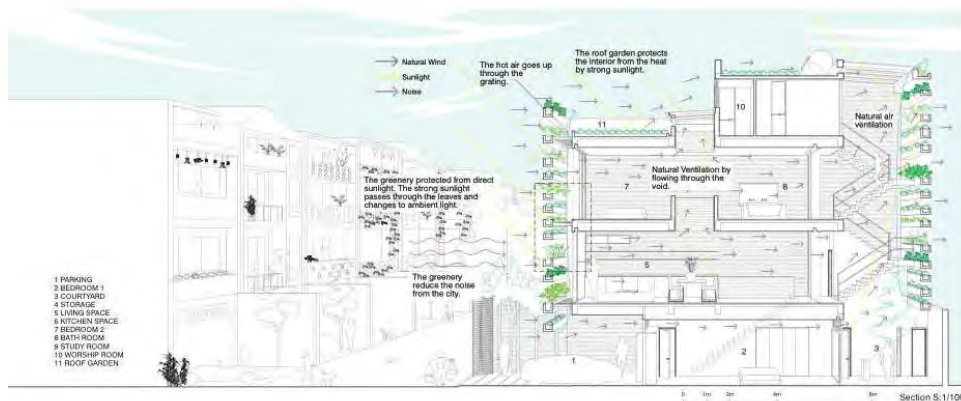 Natural Wind
Sunlight
Noise
The hot air goes up
through the
grating.
The roof garden protects
the interior from the heat
by strong sunlight.
10
11
Natural air
ventilation
The greenery protected from direct
sunlight. The strong sunlight
passes through the leaves and
changes to ambient light.
Natural Ventilation by
flowing through the
void.
7
8
5
The greenery
reduce the noise
from the city.
1 PARKING
2 BEDROOM 1
3 COURTYARD
4 STORAGE
5 LIVING SPACE
6 KITCHEN SPACE
7 BEDROOM 2
8 BATH ROOM
9 STUDY ROOM
10 WORSHIP ROOM
11 ROOF GARDEN
1
2
3
0 1m 2m 4m 8m
Section S:1/100